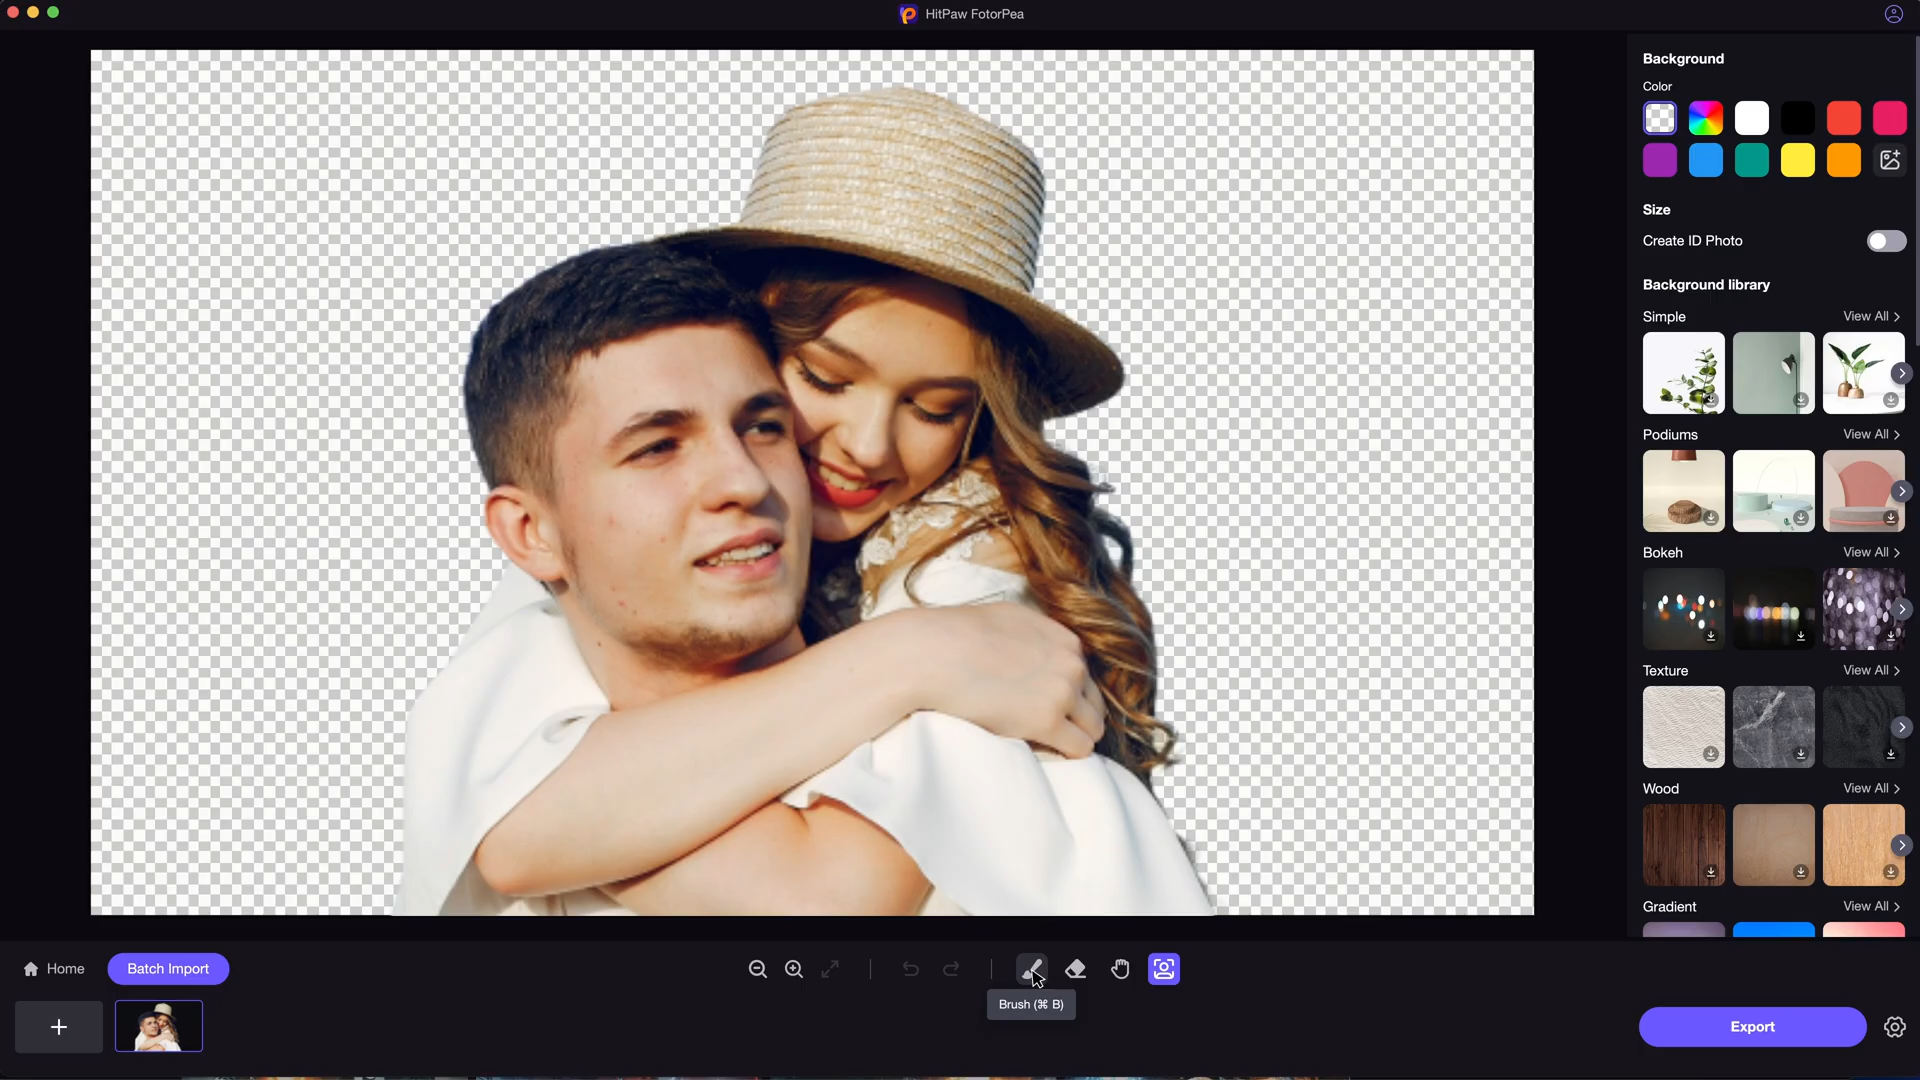 HitPaw FotorPea
Background
Color
Size
Create ID Photo
Background library
Simple
View All
Podiums
View All
Bokeh
View All
Texture
View All
Wood
View All
Gradient
View All
Home
Batch Import
Brush (⌘ B)
Export